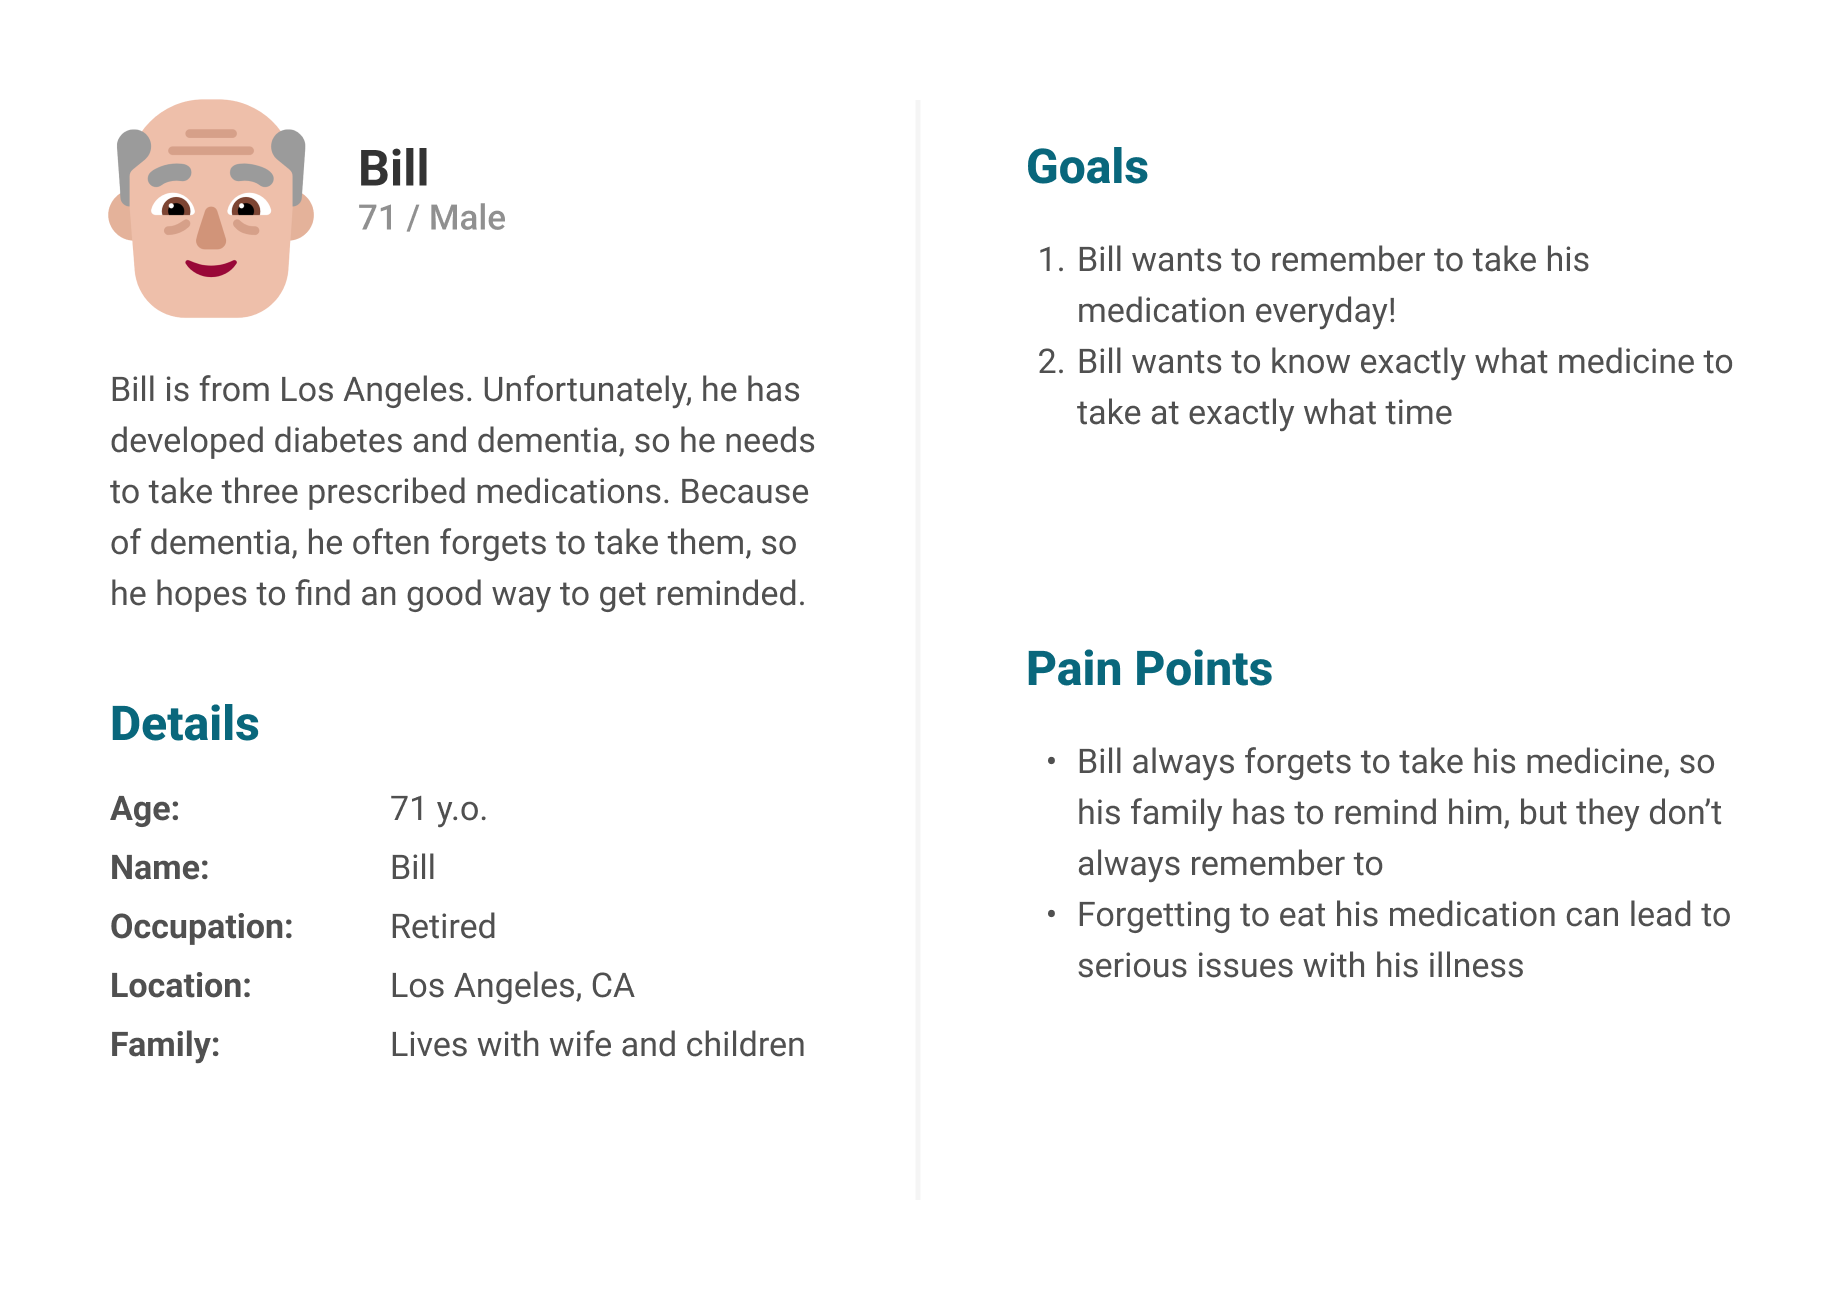 Bill
71 / Male
Bill is from Los Angeles. Unfortunately, he has
developed diabetes and dementia, so he needs
to take three prescribed medications. Because
of dementia, he often forgets to take them, so
he hopes to find an good way to get reminded.
Details
Age: 71 y.o.
Name: Bill
Occupation: Retired
Location: Los Angeles, CA
Family: Lives with wife and children
Goals
1. Bill wants to remember to take his
medication everyday!
2. Bill wants to know exactly what medicine to
take at exactly what time
Pain Points
• Bill always forgets to take his medicine, so
his family has to remind him, but they don’t
always remember to
• Forgetting to eat his medication can lead to
serious issues with his illness